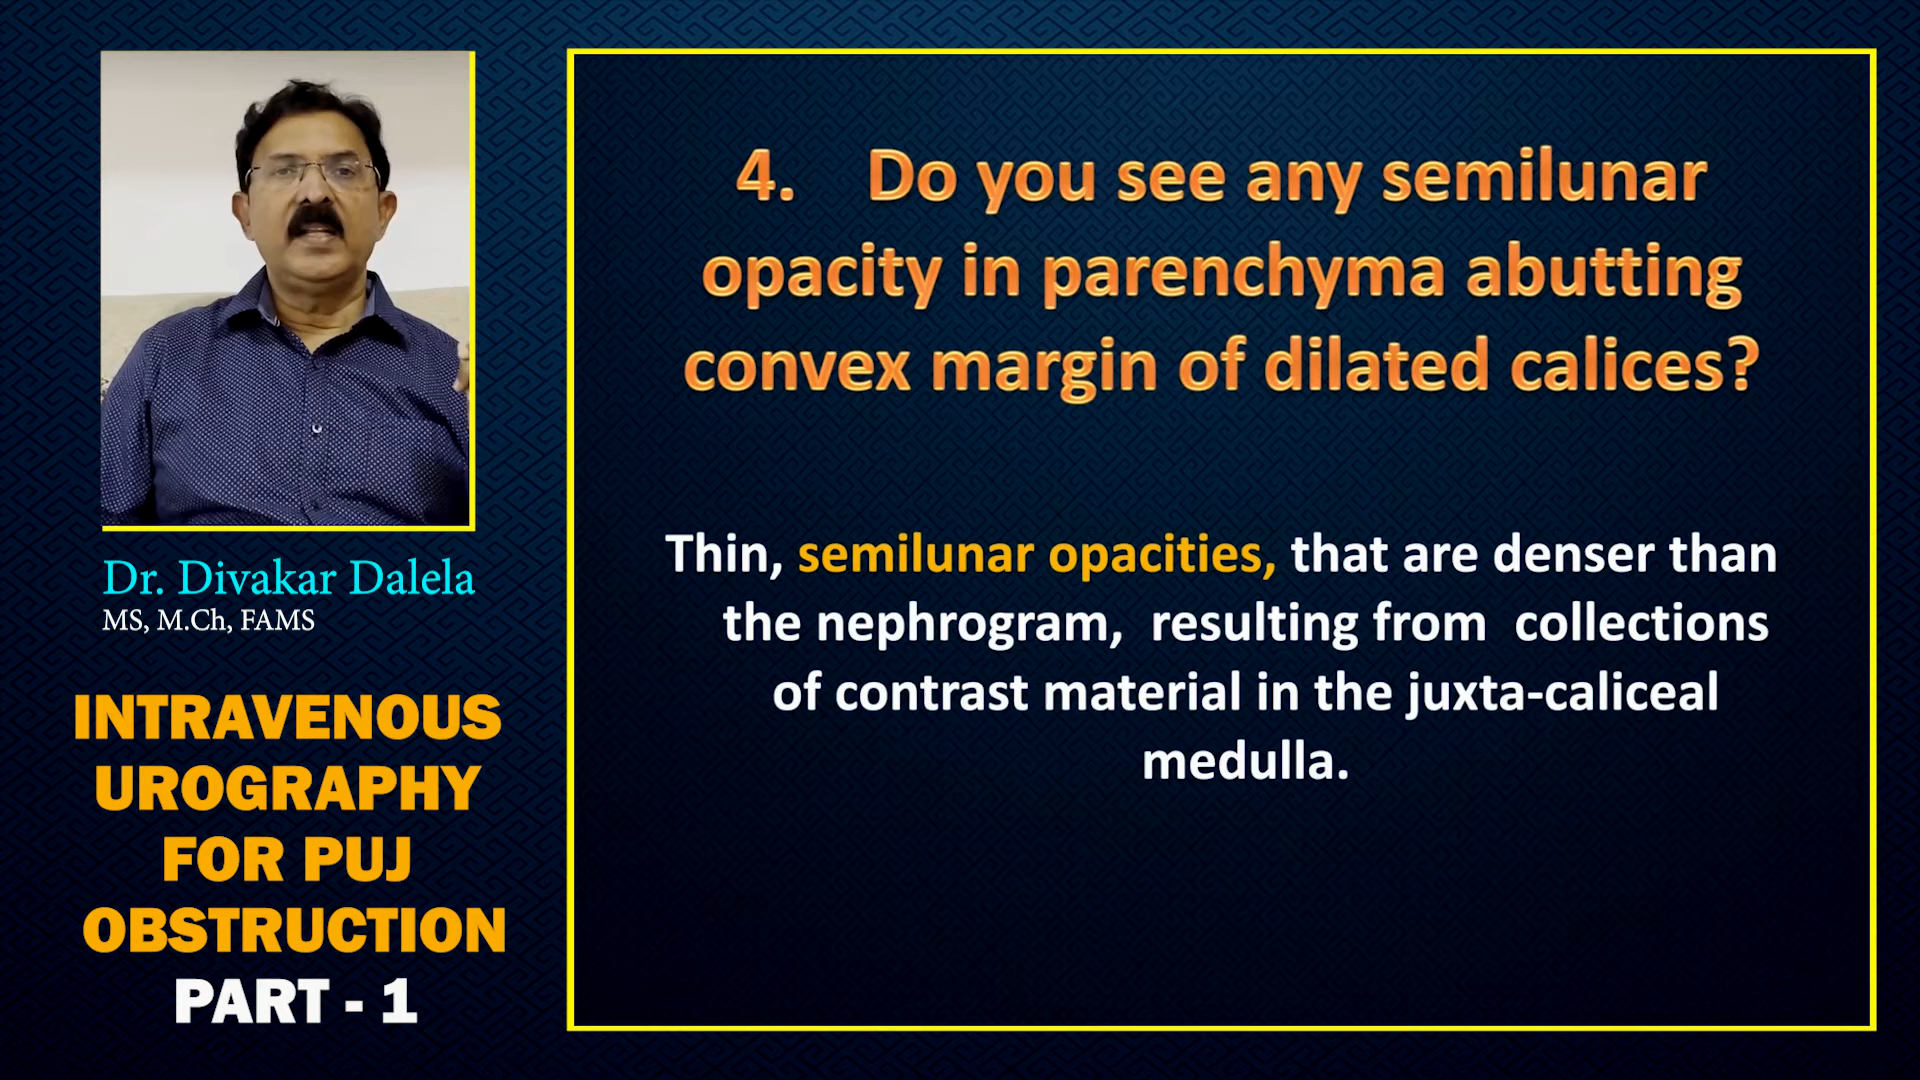 Dr. Divakar Dalela
MS, M.Ch, FAMS
INTRAVENOUS
UROGRAPHY
FOR PUJ
OBSTRUCTION
PART - 1
4. Do you see any semilunar
opacity in parenchyma abutting
convex margin of dilated calices?
Thin, semilunar opacities, that are denser than
the nephrogram, resulting from collections
of contrast material in the juxta-caliceal
medulla.